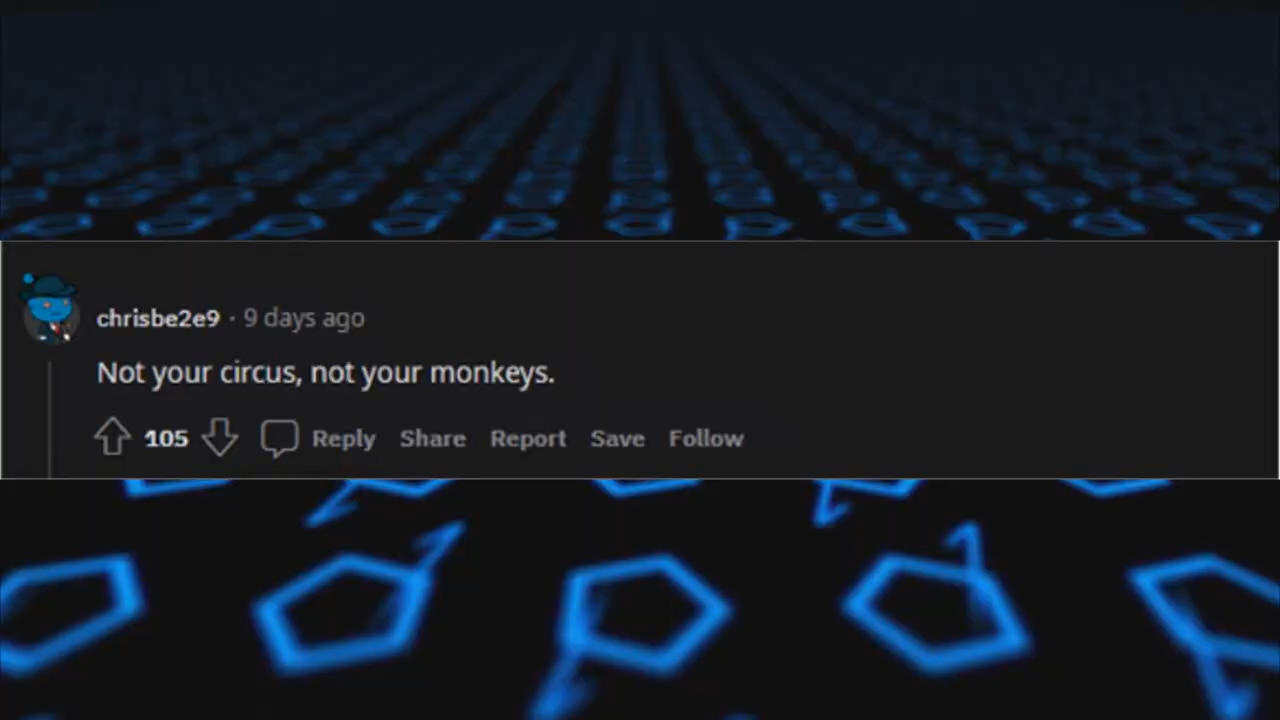 chrisbe2e9 · 9 days ago
Not your circus, not your monkeys.
105 Reply Share Report Save Follow